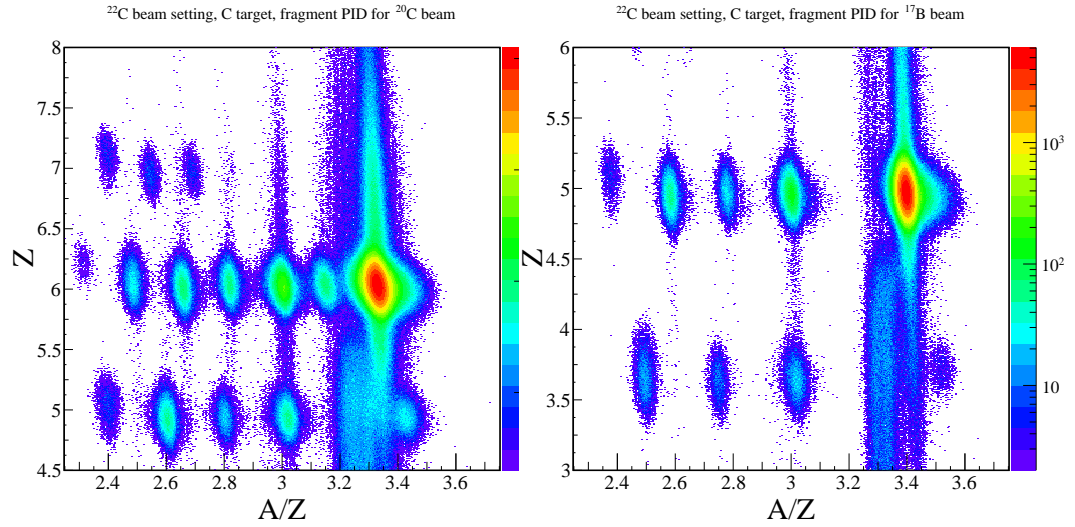 ²²C beam setting, C target, fragment PID for ²⁰C beam
8
7.5
7
6.5
6
5.5
5
4.5
Z
2.4 2.6 2.8 3 3.2 3.4 3.6
A/Z
²²C beam setting, C target, fragment PID for ¹⁷B beam
6
5.5
5
4.5
4
3.5
3
Z
2.4 2.6 2.8 3 3.2 3.4 3.6
A/Z
10³
10²
10